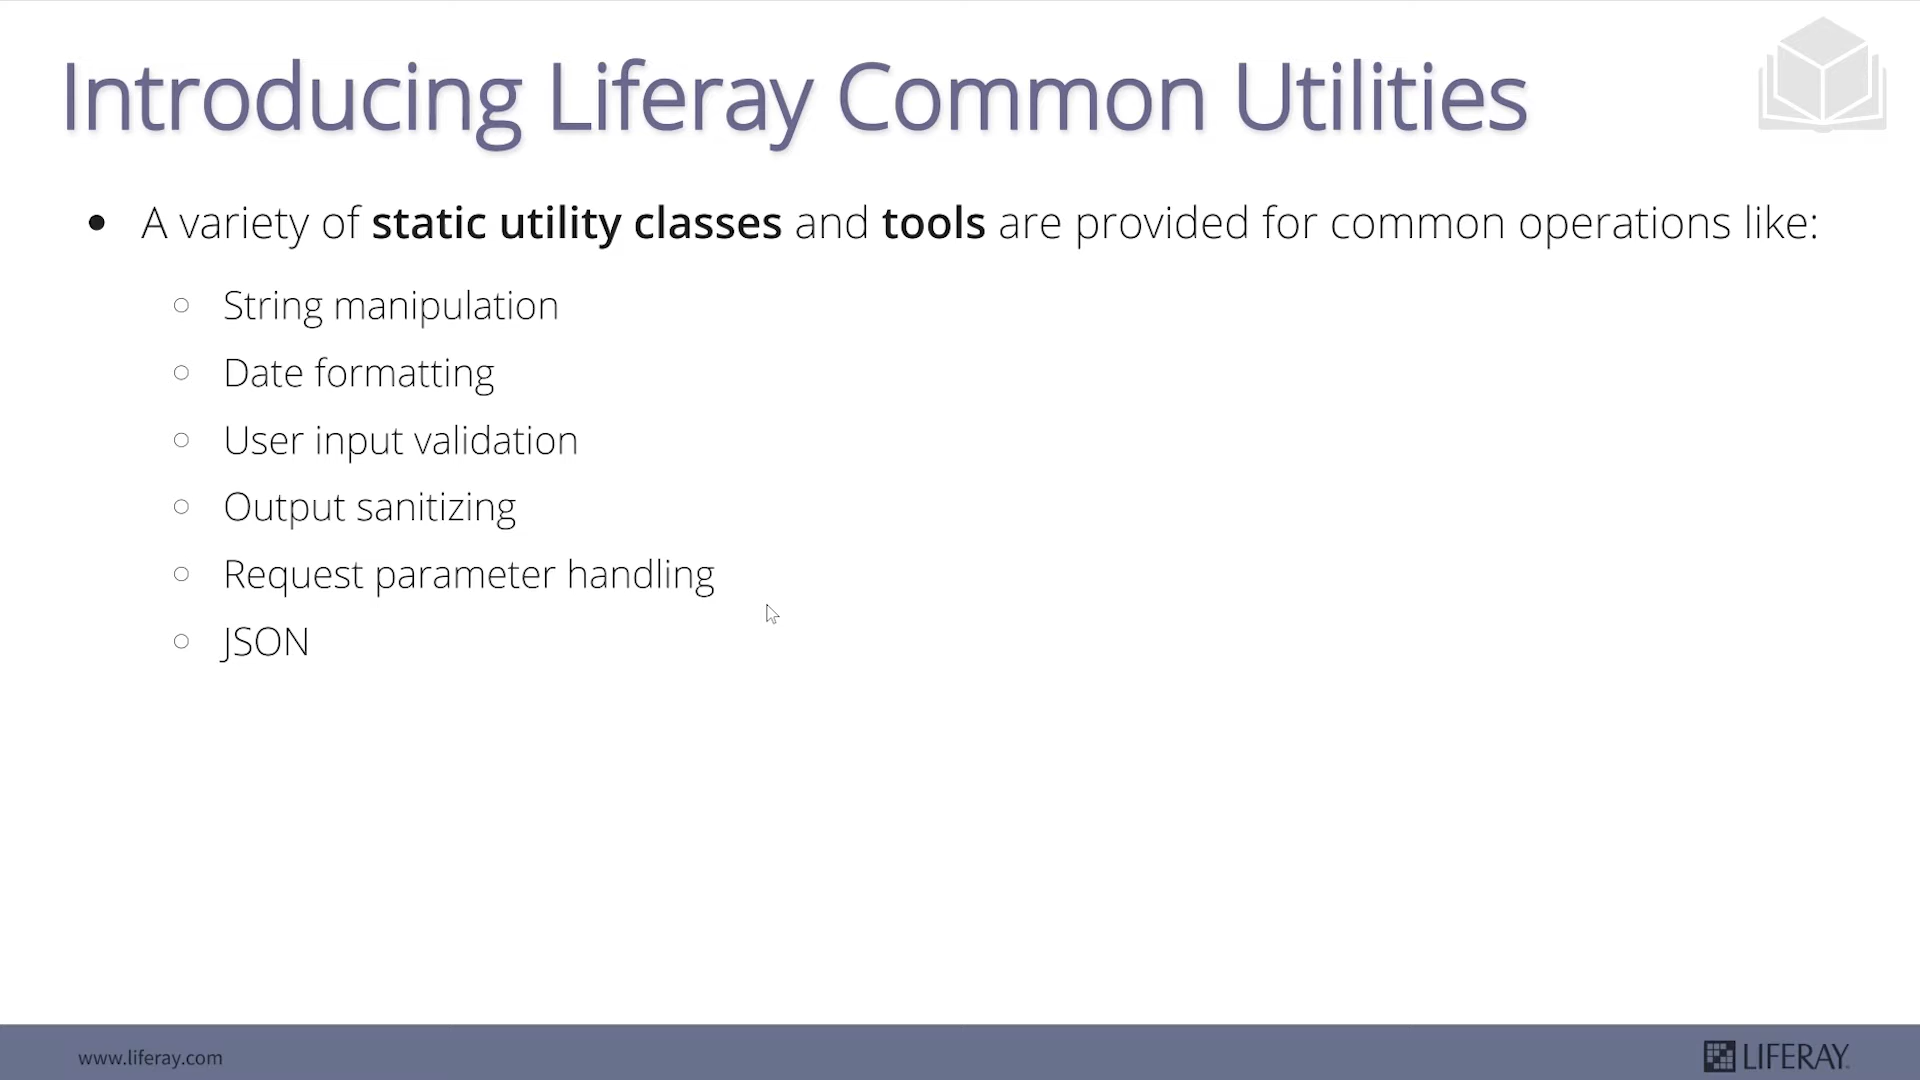 Introducing Liferay Common Utilities
• A variety of static utility classes and tools are provided for common operations like:
○ String manipulation
○ Date formatting
○ User input validation
○ Output sanitizing
○ Request parameter handling
○ JSON
www.liferay.com
LIFERAY